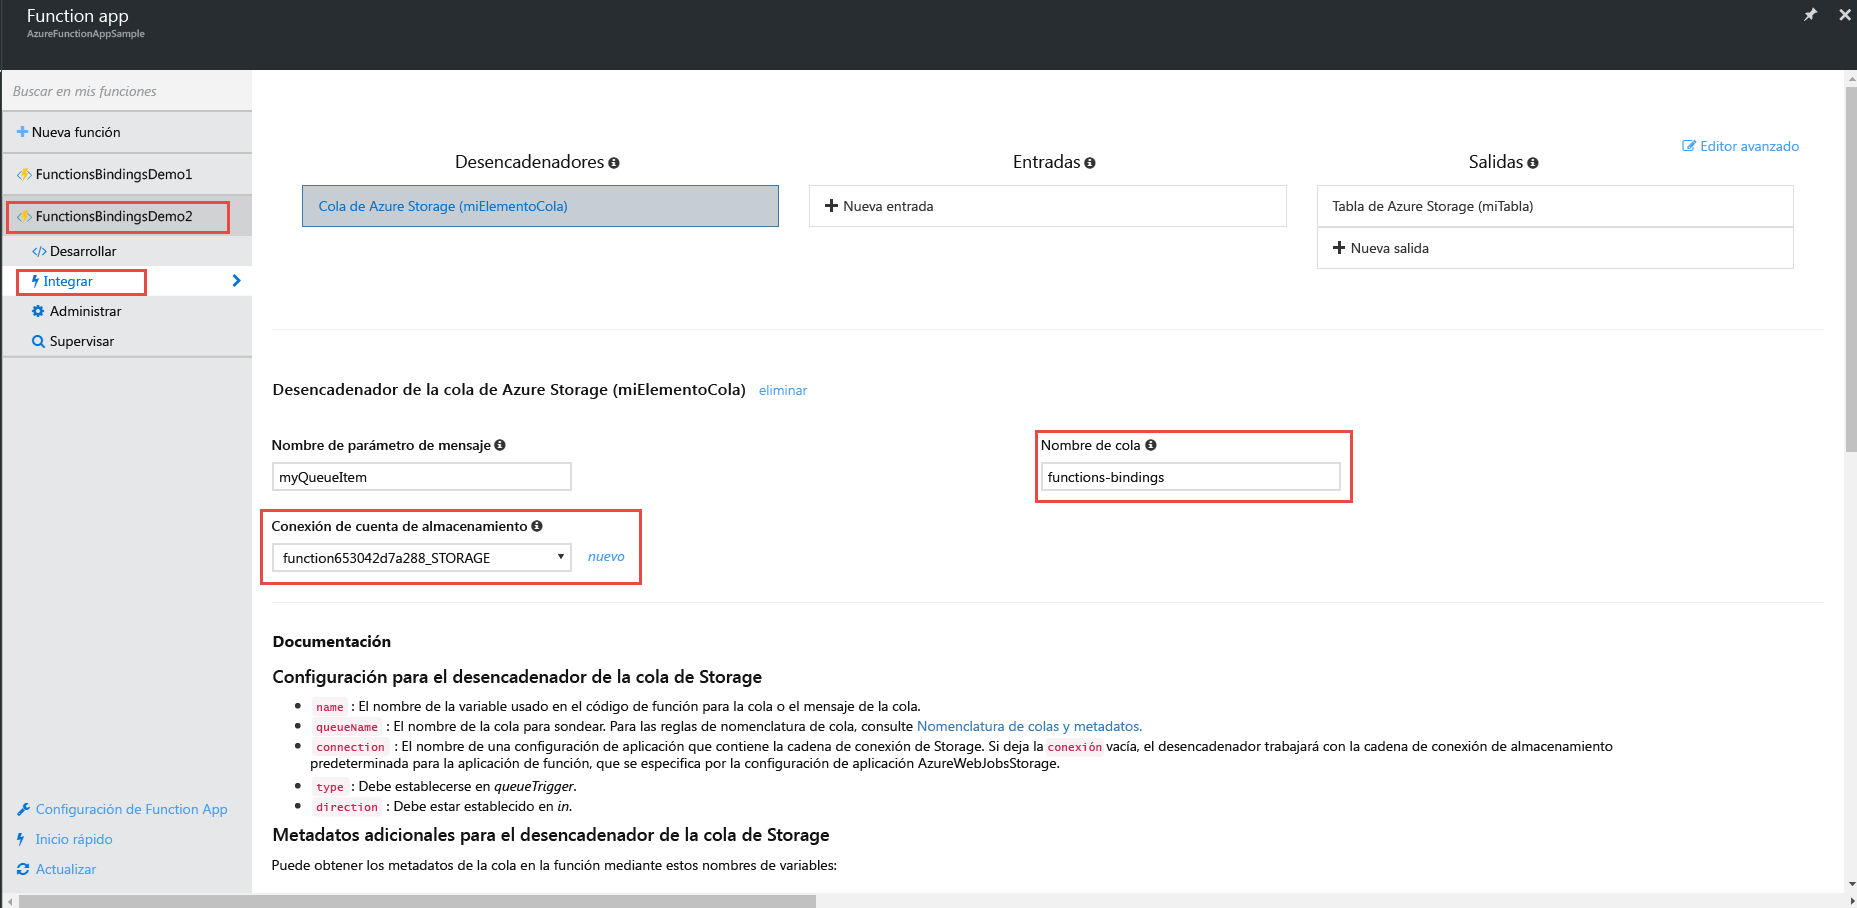 Function app
AzureFunctionAppSample
Buscar en mis funciones
Nueva función
FunctionsBindingsDemo1
FunctionsBindingsDemo2
Desarrollar
Integrar
Administrar
Supervisar
Configuración de Function App
Inicio rápido
Actualizar
Editor avanzado
Desencadenadores
Cola de Azure Storage (miElementoCola)
Entradas
Nueva entrada
Salidas
Tabla de Azure Storage (miTabla)
Nueva salida
Desencadenador de la cola de Azure Storage (miElementoCola) eliminar
Nombre de parámetro de mensaje
myQueueItem
Nombre de cola
functions-bindings
Conexión de cuenta de almacenamiento
function653042d7a288_STORAGE nuevo
Documentación
Configuración para el desencadenador de la cola de Storage
name : El nombre de la variable usado en el código de función para la cola o el mensaje de la cola.
queueName : El nombre de la cola para sondear. Para las reglas de nomenclatura de cola, consulte Nomenclatura de colas y metadatos.
connection : El nombre de una configuración de aplicación que contiene la cadena de conexión de Storage. Si deja la conexión vacía, el desencadenador trabajará con la cadena de conexión de almacenamiento
predeterminada para la aplicación de función, que se especifica por la configuración de aplicación AzureWebJobsStorage.
type : Debe establecerse en queueTrigger.
direction : Debe estar establecido en in.
Metadatos adicionales para el desencadenador de la cola de Storage
Puede obtener los metadatos de la cola en la función mediante estos nombres de variables: